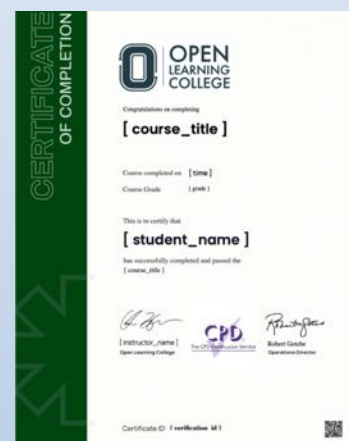 CERTIFICATE
OF COMPLETION
OPEN
LEARNING
COLLEGE
Congratulations on completing
[ course_title ]
Course completed on [ time ]
Course Grade [ grade ]
This is to certify that
[ student_name ]
has successfully completed and passed the
[ course_title ]
CPD
The CPD Certification Service
[ instructor_name ]
Open Learning College
Robert Gotobe
Operations Director
Certificate ID [ verification_id ]